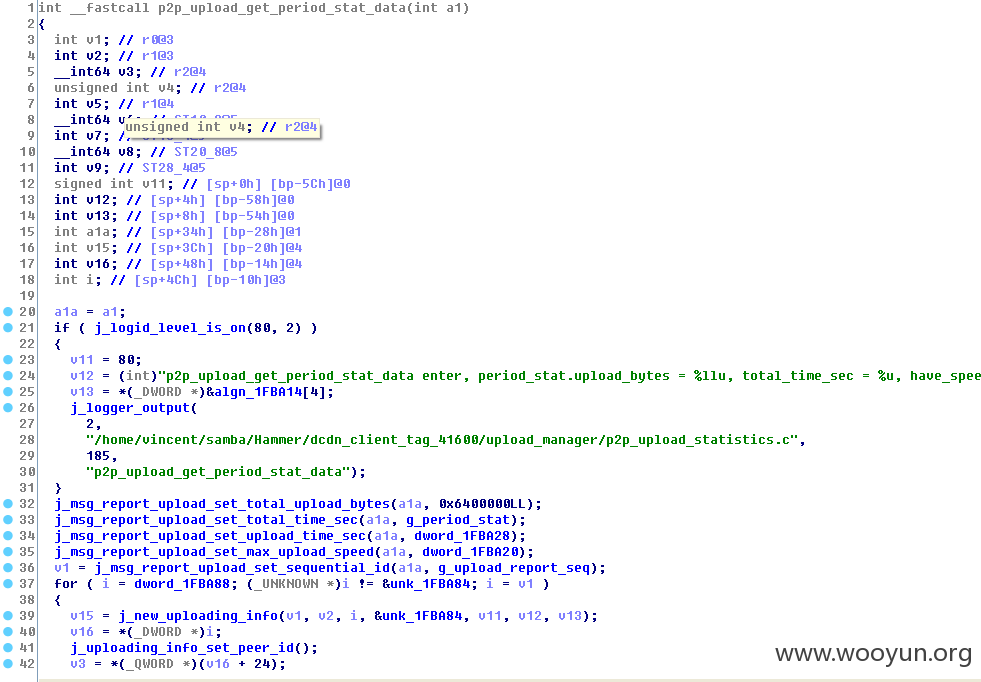 1 int __fastcall p2p_upload_get_period_stat_data(int a1)
2 {
3 int v1; // r0@3
4 int v2; // r1@3
5 __int64 v3; // r2@4
6 unsigned int v4; // r2@4
7 int v5; // r1@4
8 __int64
unsigned int v4; // r2@4
9 int v7; //
10 __int64 v8; // ST20_8@5
11 int v9; // ST28_4@5
12 signed int v11; // [sp+0h] [bp-5Ch]@0
13 int v12; // [sp+4h] [bp-58h]@0
14 int v13; // [sp+8h] [bp-54h]@0
15 int a1a; // [sp+34h] [bp-28h]@1
16 int v15; // [sp+3Ch] [bp-20h]@4
17 int v16; // [sp+48h] [bp-14h]@4
18 int i; // [sp+4Ch] [bp-10h]@3
19
20 a1a = a1;
21 if ( j_logid_level_is_on(80, 2) )
22 {
23 v11 = 80;
24 v12 = (int)"p2p_upload_get_period_stat_data enter, period_stat.upload_bytes = %llu, total_time_sec = %u, have_spee
25 v13 = *(_DWORD *)&algn_1FBA14[4];
26 j_logger_output(
27 2,
28 "/home/vincent/samba/Hammer/dcdn_client_tag_41600/upload_manager/p2p_upload_statistics.c",
29 185,
30 "p2p_upload_get_period_stat_data");
31 }
32 j_msg_report_upload_set_total_upload_bytes(a1a, 0x6400000LL);
33 j_msg_report_upload_set_total_time_sec(a1a, g_period_stat);
34 j_msg_report_upload_set_upload_time_sec(a1a, dword_1FBA28);
35 j_msg_report_upload_set_max_upload_speed(a1a, dword_1FBA20);
36 v1 = j_msg_report_upload_set_sequential_id(a1a, g_upload_report_seq);
37 for ( i = dword_1FBA88; (_UNKNOWN *)i != &unk_1FBA84; i = v1 )
38 {
39 v15 = j_new_uploading_info(v1, v2, i, &unk_1FBA84, v11, v12, v13);
40 v16 = *(_DWORD *)i;
41 j_uploading_info_set_peer_id();
42 v3 = *(_QWORD *)(v16 + 24);
www.wooyun.org